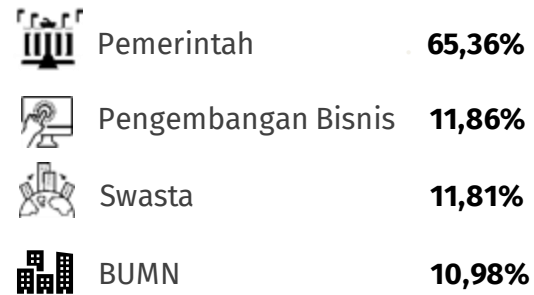 Pemerintah 65,36%
Pengembangan Bisnis 11,86%
Swasta 11,81%
BUMN 10,98%